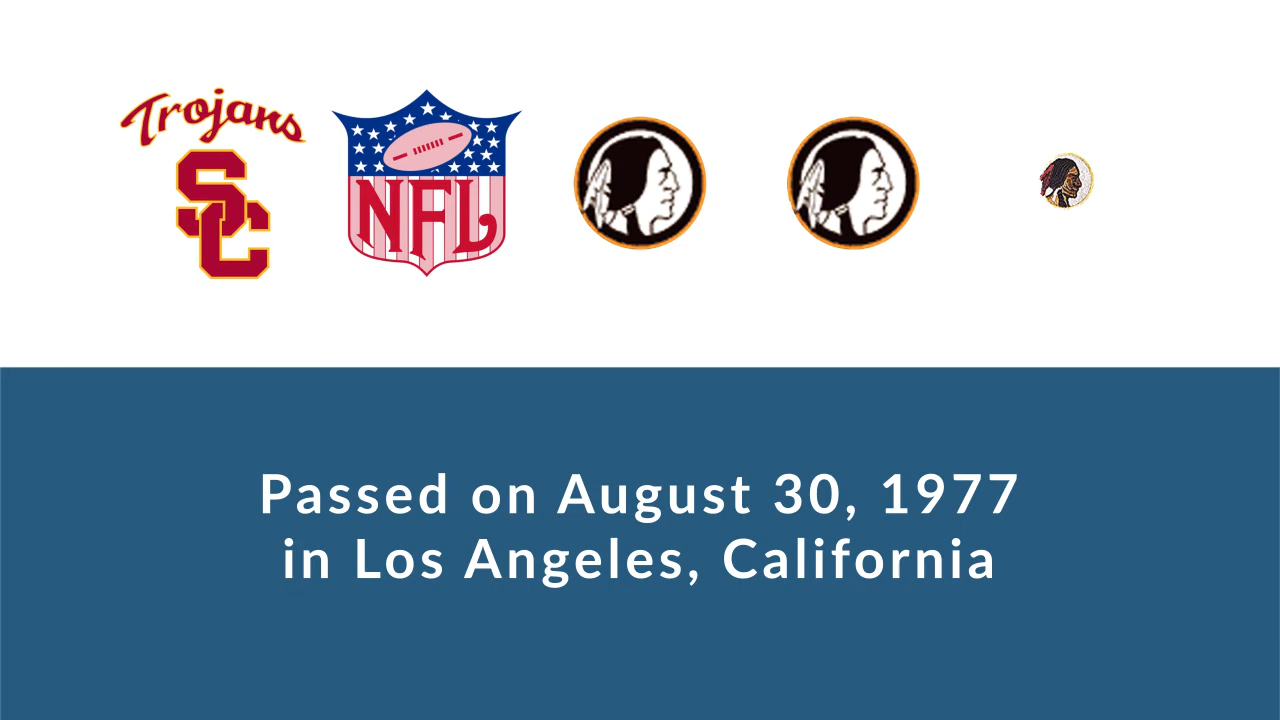 Trojans
SC
NFL
Passed on August 30, 1977
in Los Angeles, California